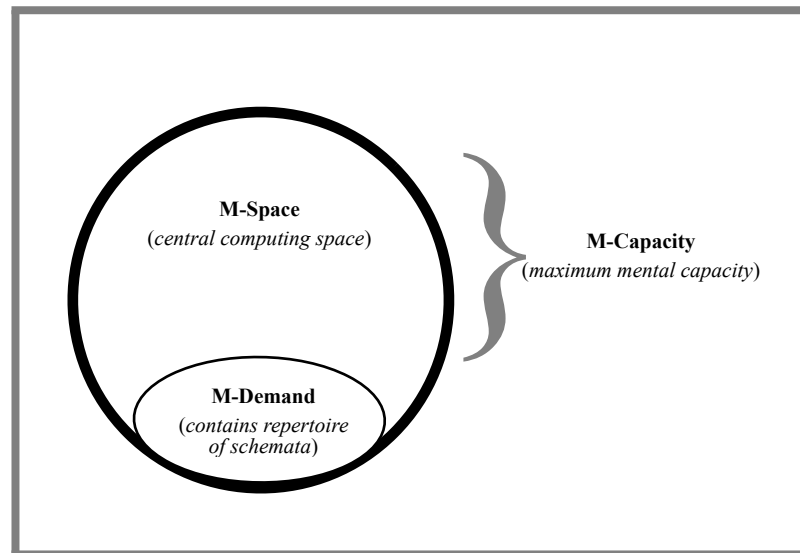 M-Space
(central computing space)
M-Capacity
(maximum mental capacity)
M-Demand
(contains repertoire
of schemata)